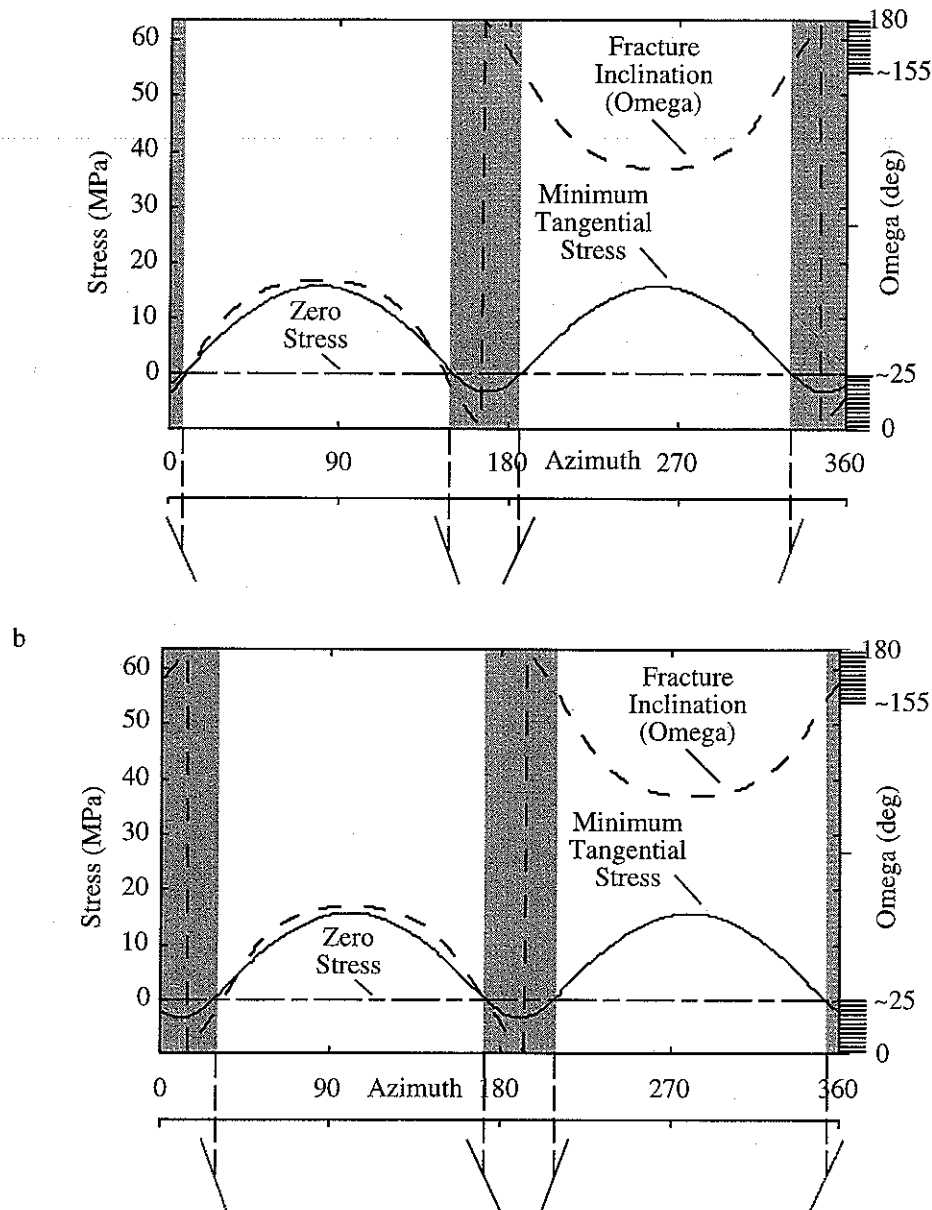 60
50
40
30
20
10
0
Stress (MPa)
Fracture
Inclination
(Omega)
Minimum
Tangential
Stress
Zero
Stress
180
~155
~25
0
Omega (deg)
0 90 180 Azimuth 270 360
b
60
50
40
30
20
10
0
Stress (MPa)
Fracture
Inclination
(Omega)
Minimum
Tangential
Stress
Zero
Stress
180
~155
~25
0
Omega (deg)
0 90 Azimuth 180 270 360